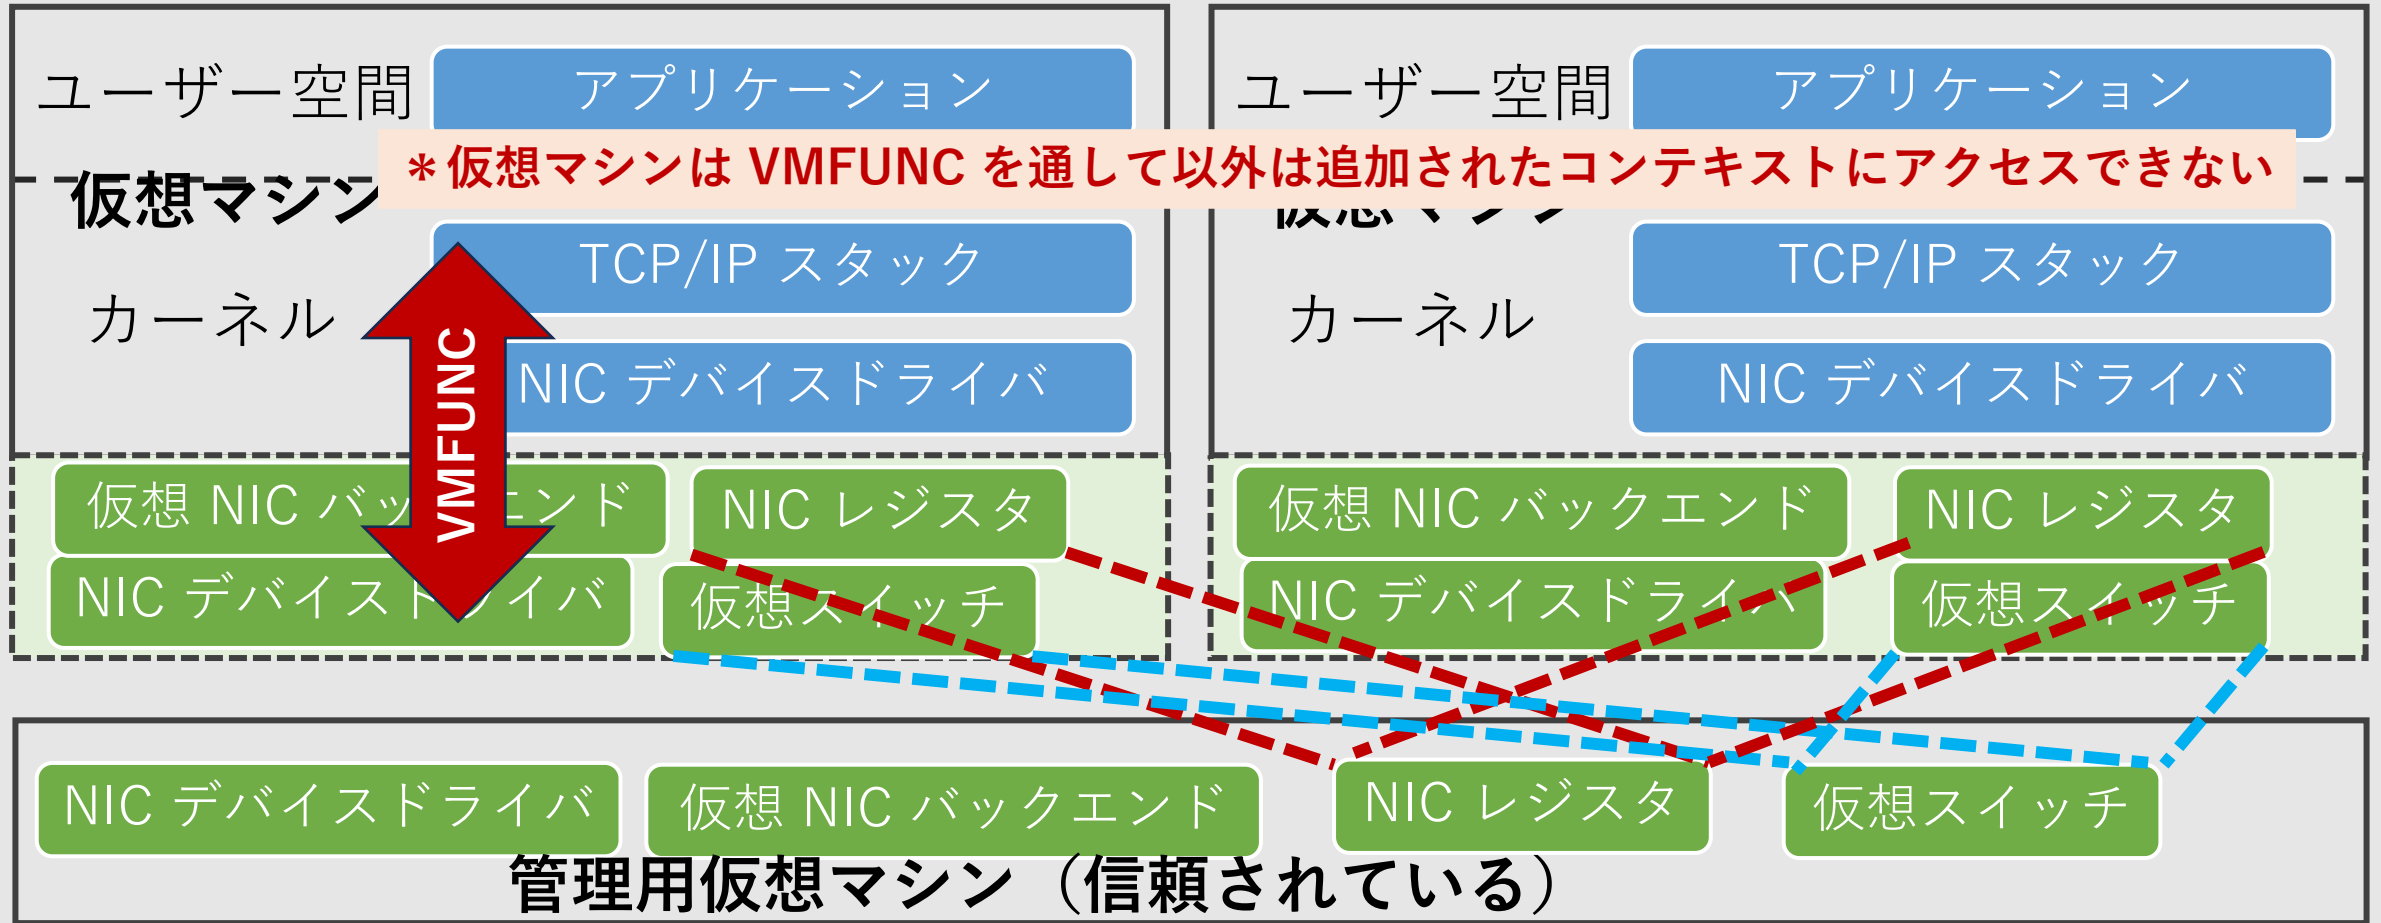 ユーザー空間
アプリケーション
ユーザー空間
アプリケーション
＊仮想マシンは VMFUNC を通して以外は追加されたコンテキストにアクセスできない
仮想マシン
仮想マシン
TCP/IP スタック
TCP/IP スタック
カーネル
カーネル
VMFUNC
NIC デバイスドライバ
NIC デバイスドライバ
仮想 NIC バックエンド
NIC レジスタ
仮想 NIC バックエンド
NIC レジスタ
NIC デバイスドライバ
仮想スイッチ
NIC デバイスドライバ
仮想スイッチ
NIC デバイスドライバ
仮想 NIC バックエンド
NIC レジスタ
仮想スイッチ
管理用仮想マシン（信頼されている）